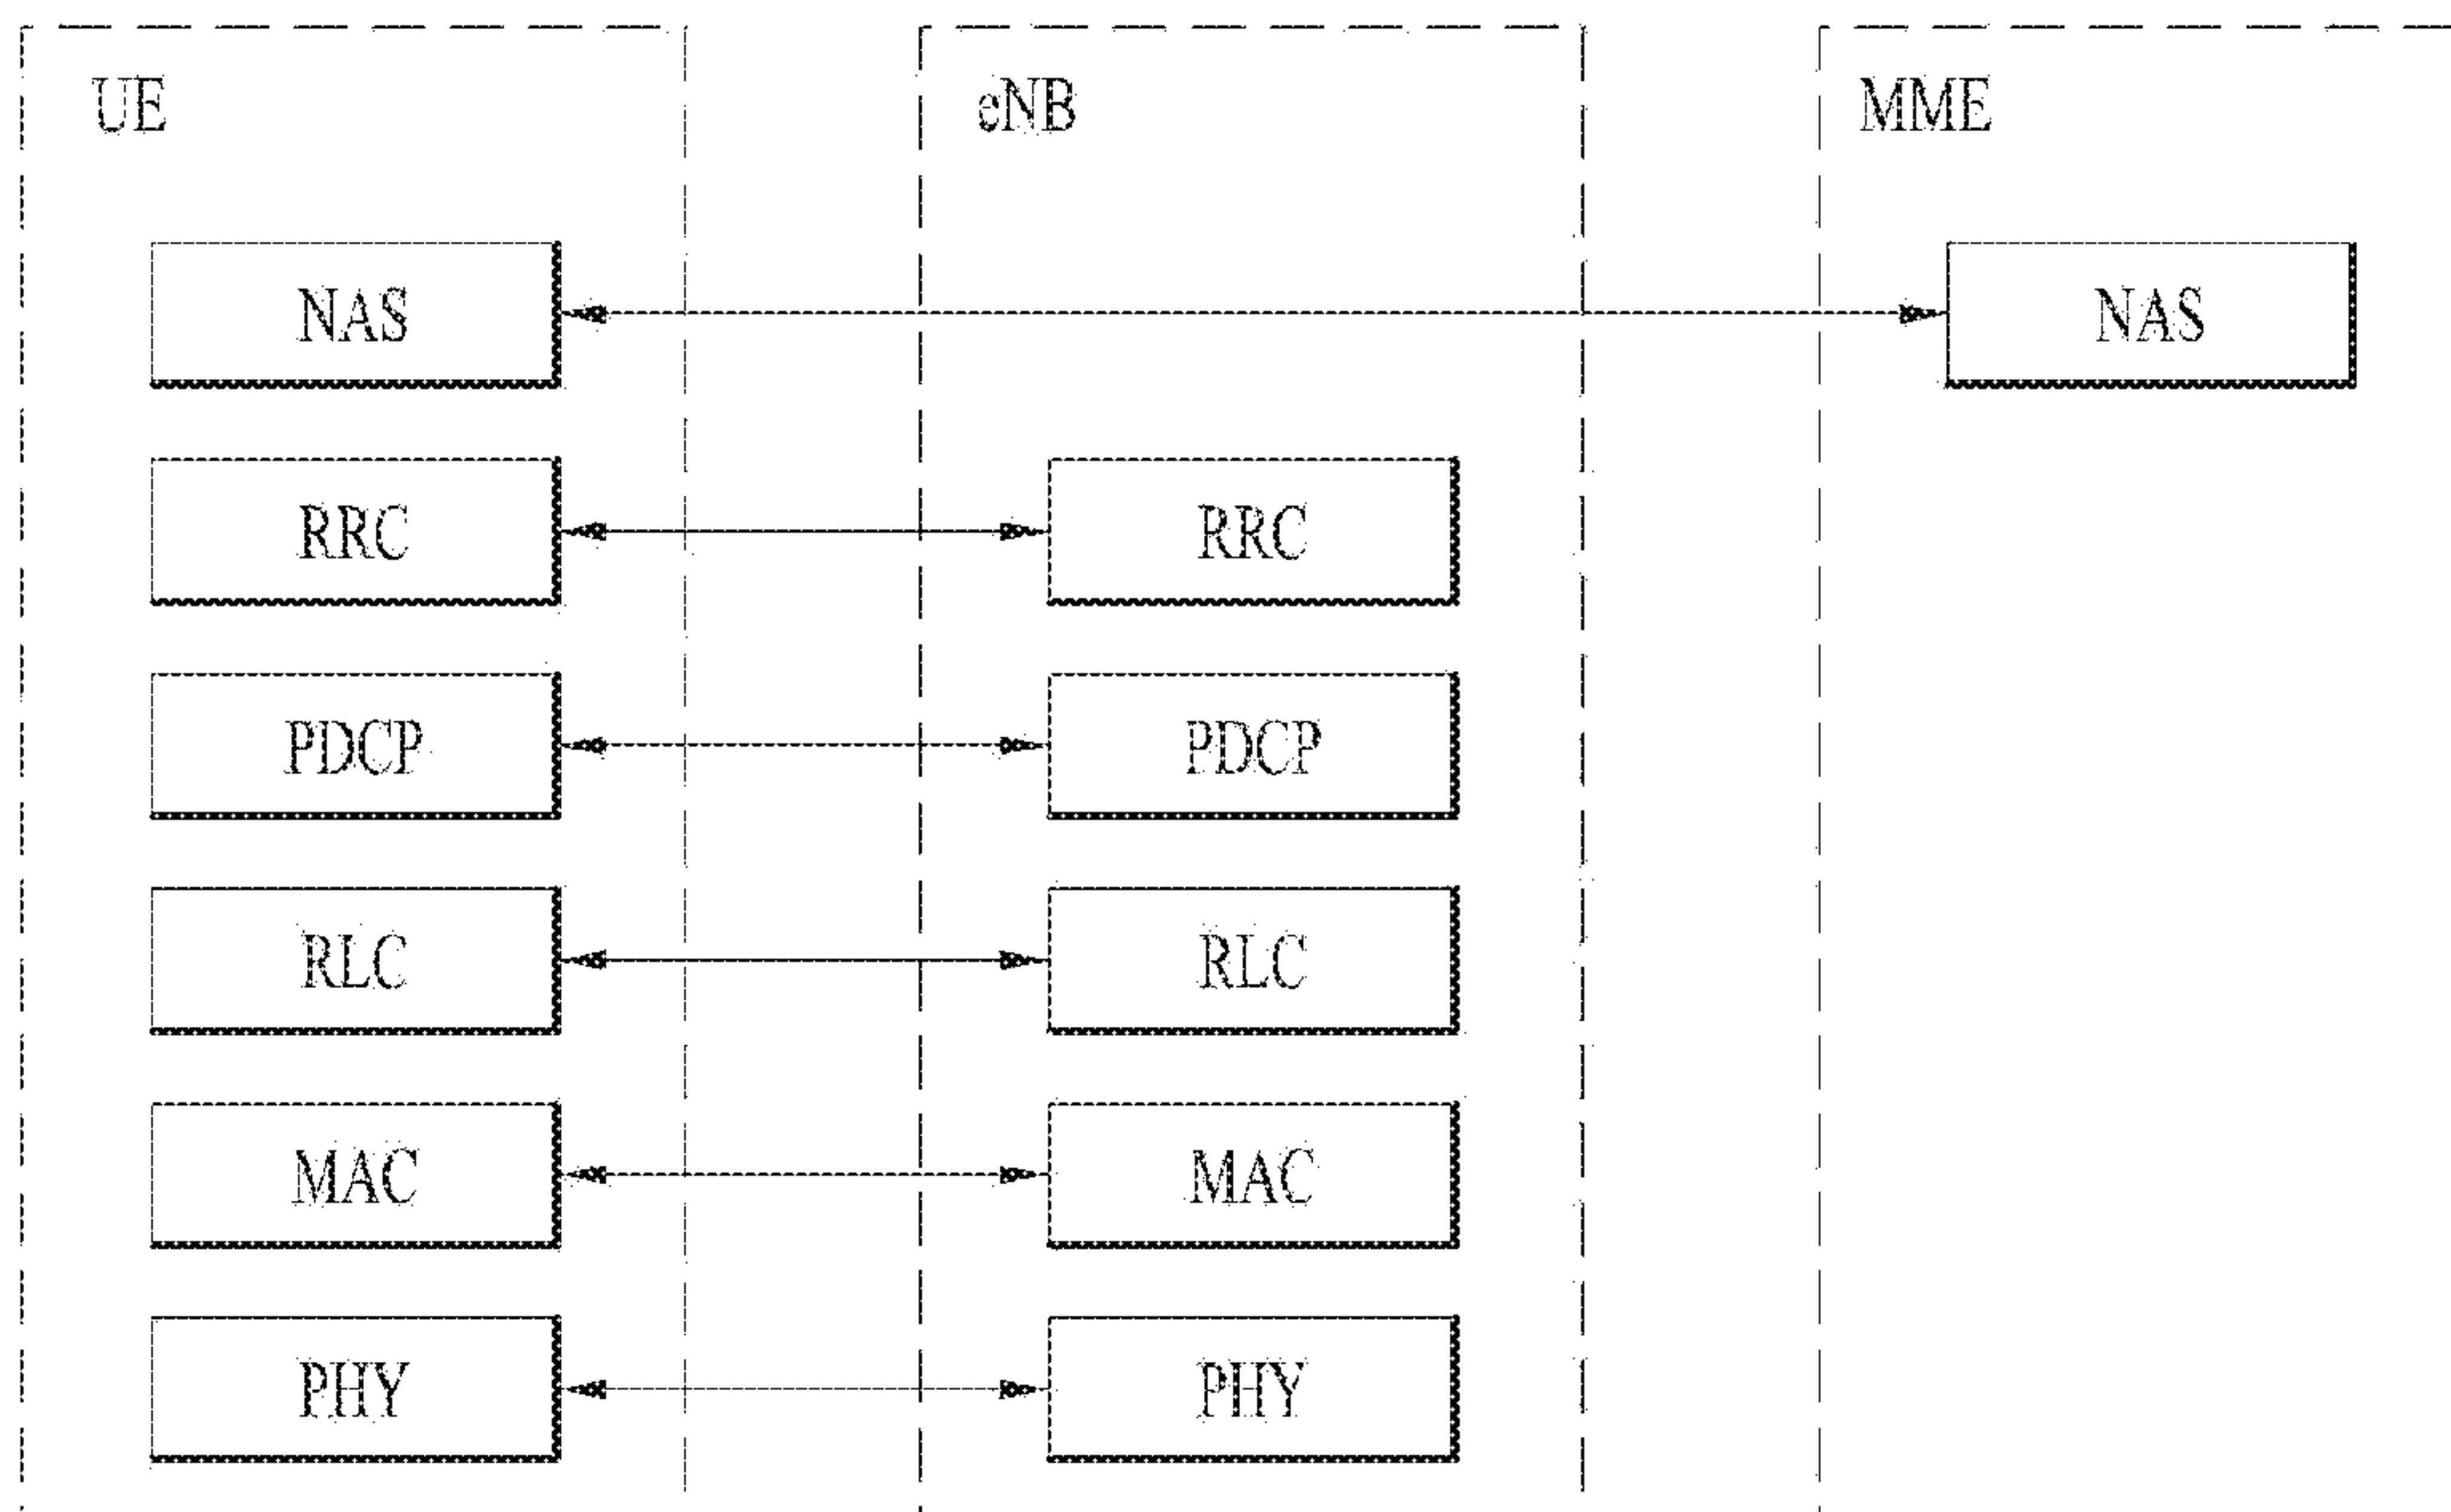 UE eNB MME
NAS NAS
RRC RRC
PDCP PDCP
RLC RLC
MAC MAC
PHY PHY